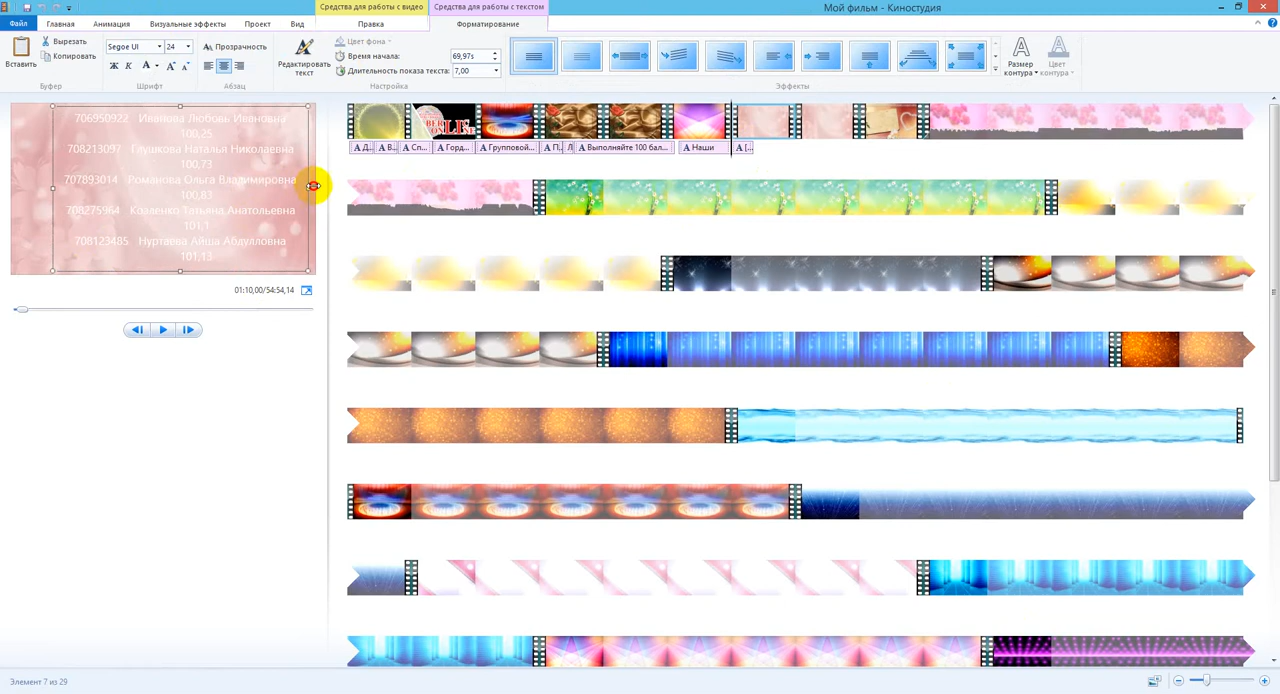 Средства для работы с видео
Средства для работы с текстом
Мой фильм - Киностудия
Файл
Главная
Анимация
Визуальные эффекты
Проект
Вид
Правка
Форматирование
Вставить
Вырезать
Копировать
Буфер
Segoe UI
24
Прозрачность
Ж К А А А
Шрифт
Абзац
Редактировать
текст
Цвет фона
Время начала:
69,97s
Длительность показа текста:
7,00
Настройка
Эффекты
Размер
контура
Цвет
контура
706950922 Иванова Любовь Ивановна
100,25
708213097 Глушкова Наталья Николаевна
100,73
707893014 Романова Ольга Владимировна
100,83
708275964 Козленко Татьяна Анатольевна
101,1
708123485 Нуртаева Айша Абдулловна
101,13
01:10,00/54:54,14
A Д..
A В..
A Сп...
A Горд...
A Групповой...
A П..
Л
A Выполняйте 100 бал...
A Наши
A [...
Элемент 7 из 29